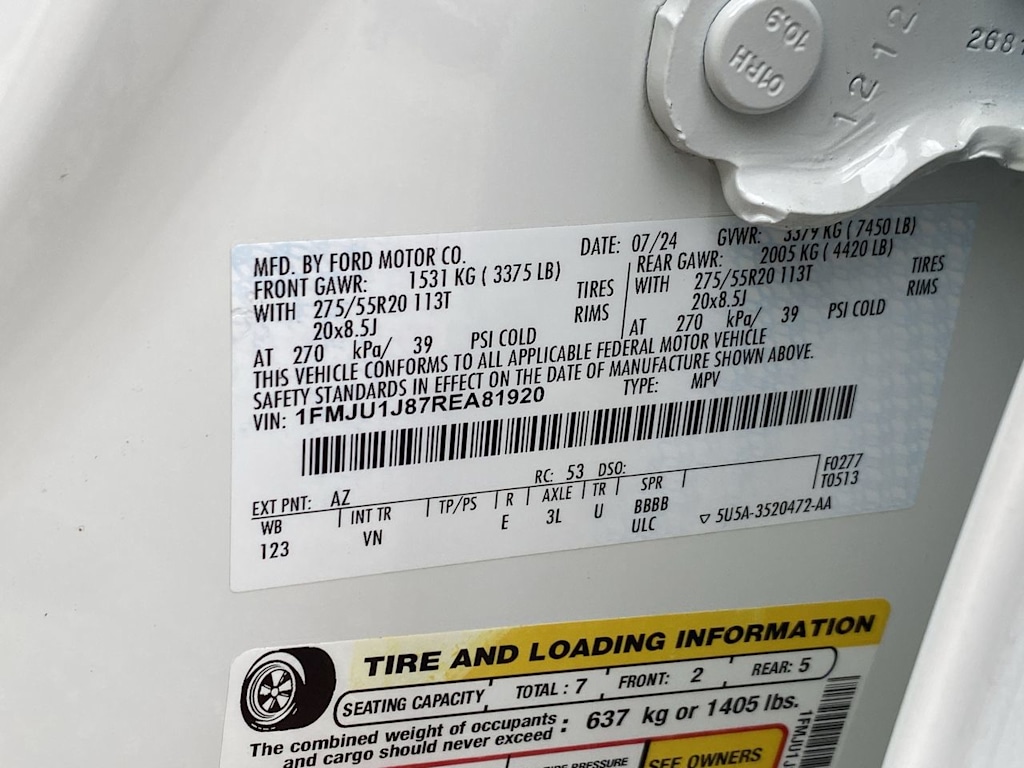 01RH
10.9
1212
MFD. BY FORD MOTOR CO.
DATE: 07/24 GVWR: 3379 KG ( 7450 LB)
FRONT GAWR: 1531 KG ( 3375 LB)
REAR GAWR: 2005 KG ( 4420 LB)
WITH 275/55R20 113T TIRES
WITH 275/55R20 113T TIRES
20x8.5J RIMS
20x8.5J RIMS
AT 270 kPa/ 39 PSI COLD
AT 270 kPa/ 39 PSI COLD
THIS VEHICLE CONFORMS TO ALL APPLICABLE FEDERAL MOTOR VEHICLE
SAFETY STANDARDS IN EFFECT ON THE DATE OF MANUFACTURE SHOWN ABOVE.
VIN: 1FMJU1J87REA81920 TYPE: MPV
EXT PNT: AZ RC: 53 DSO:
WB INT TR TP/PS R AXLE TR SPR
123 VN E 3L U BBBB
ULC
F0277
T0513
▽ 5U5A-3520472-AA
TIRE AND LOADING INFORMATION
SEATING CAPACITY TOTAL : 7 FRONT: 2 REAR: 5
The combined weight of occupants
and cargo should never exceed : 637 kg or 1405 lbs.
PRESSURE
SEE OWNERS
1FMJU1J